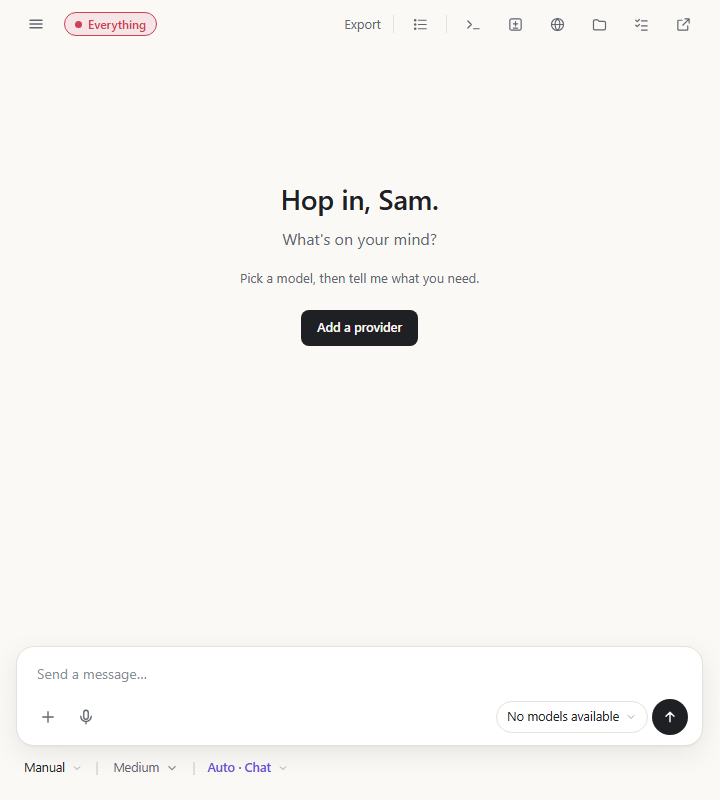 Everything
Export
Hop in, Sam.
What's on your mind?
Pick a model, then tell me what you need.
Add a provider
Send a message...
No models available
Manual
Medium
Auto · Chat